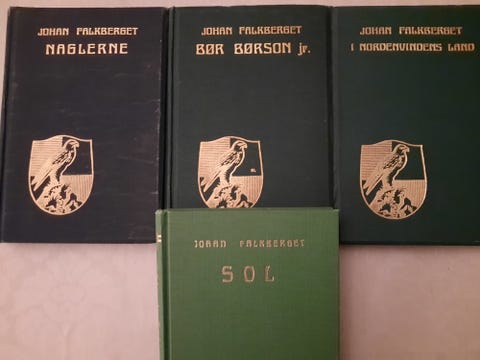 JOHAN FALKBERGET
NAGLERNE
JOHAN FALKBERGET
BØR BØRSON jr.
JOHAN FALKBERGET
I NORDENVINDENS LAND
JOHAN FALKBERGET
SOL